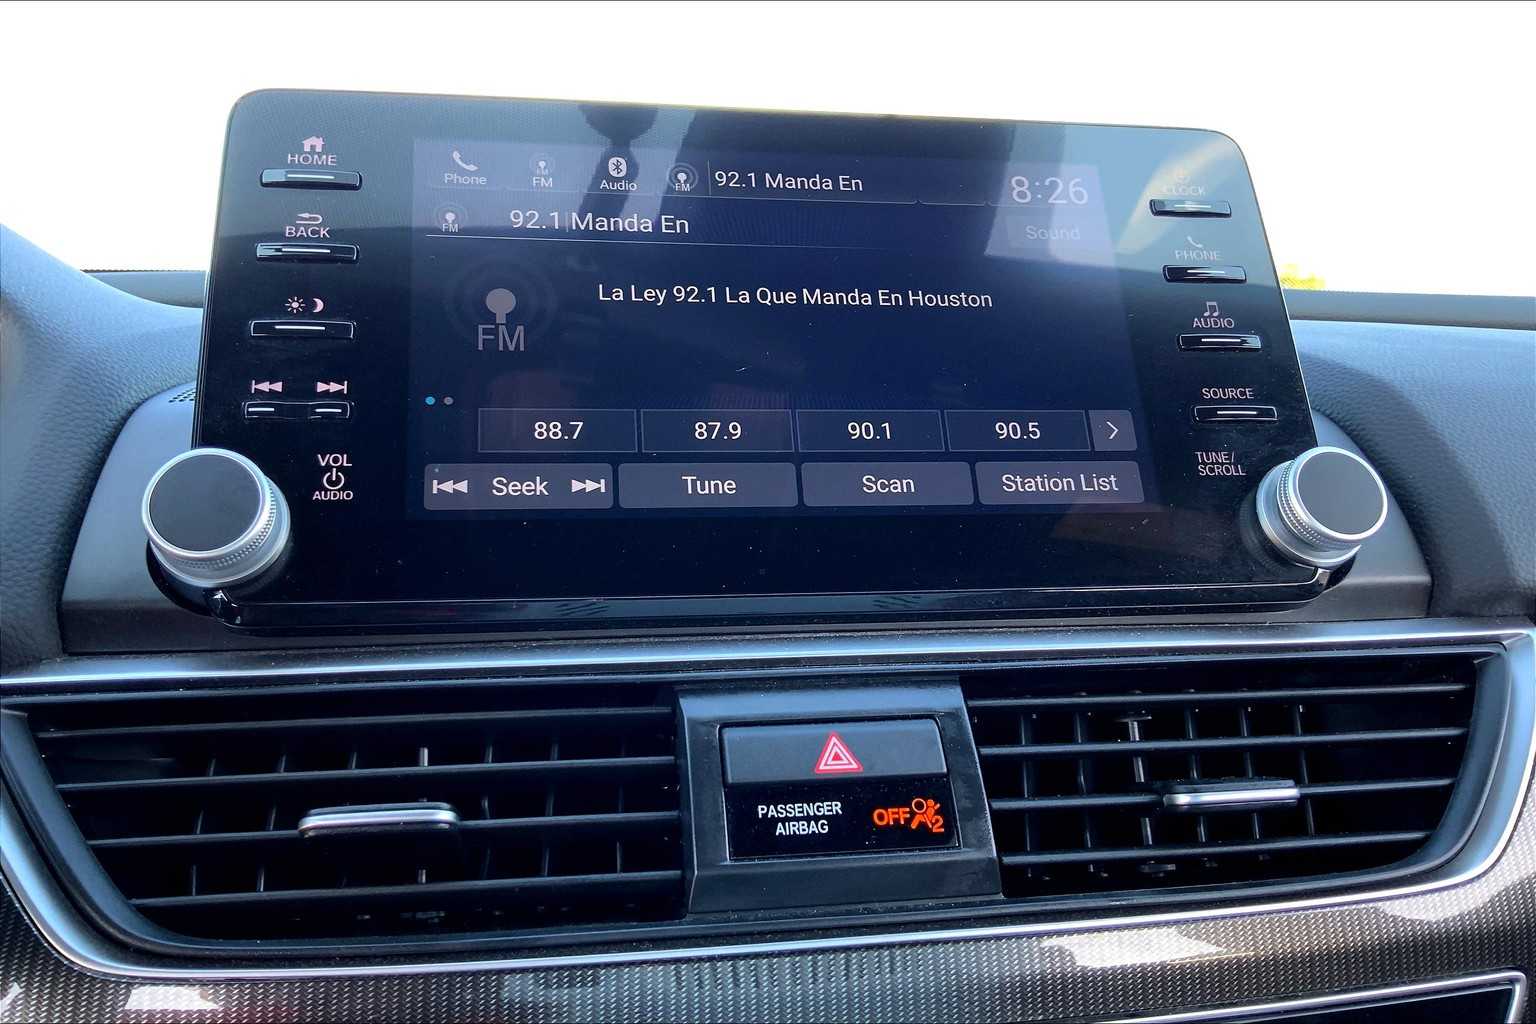 HOME
BACK
VOL
AUDIO
Phone
FM
Audio
FM
92.1 Manda En
8:26
FM
92.1 Manda En
Sound
La Ley 92.1 La Que Manda En Houston
FM
88.7
87.9
90.1
90.5
Seek
Tune
Scan
Station List
CLOCK
PHONE
AUDIO
SOURCE
TUNE/
SCROLL
PASSENGER
AIRBAG
OFF
2